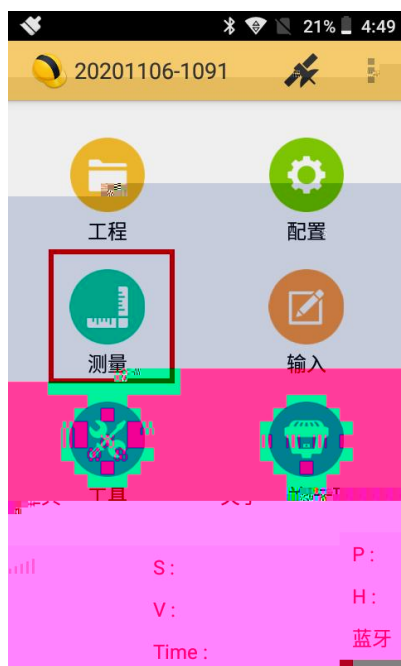 21% 4:49
20201106-1091
工程 配置
测量 输入
工具
P :
S :
H :
V :
蓝牙
Time :